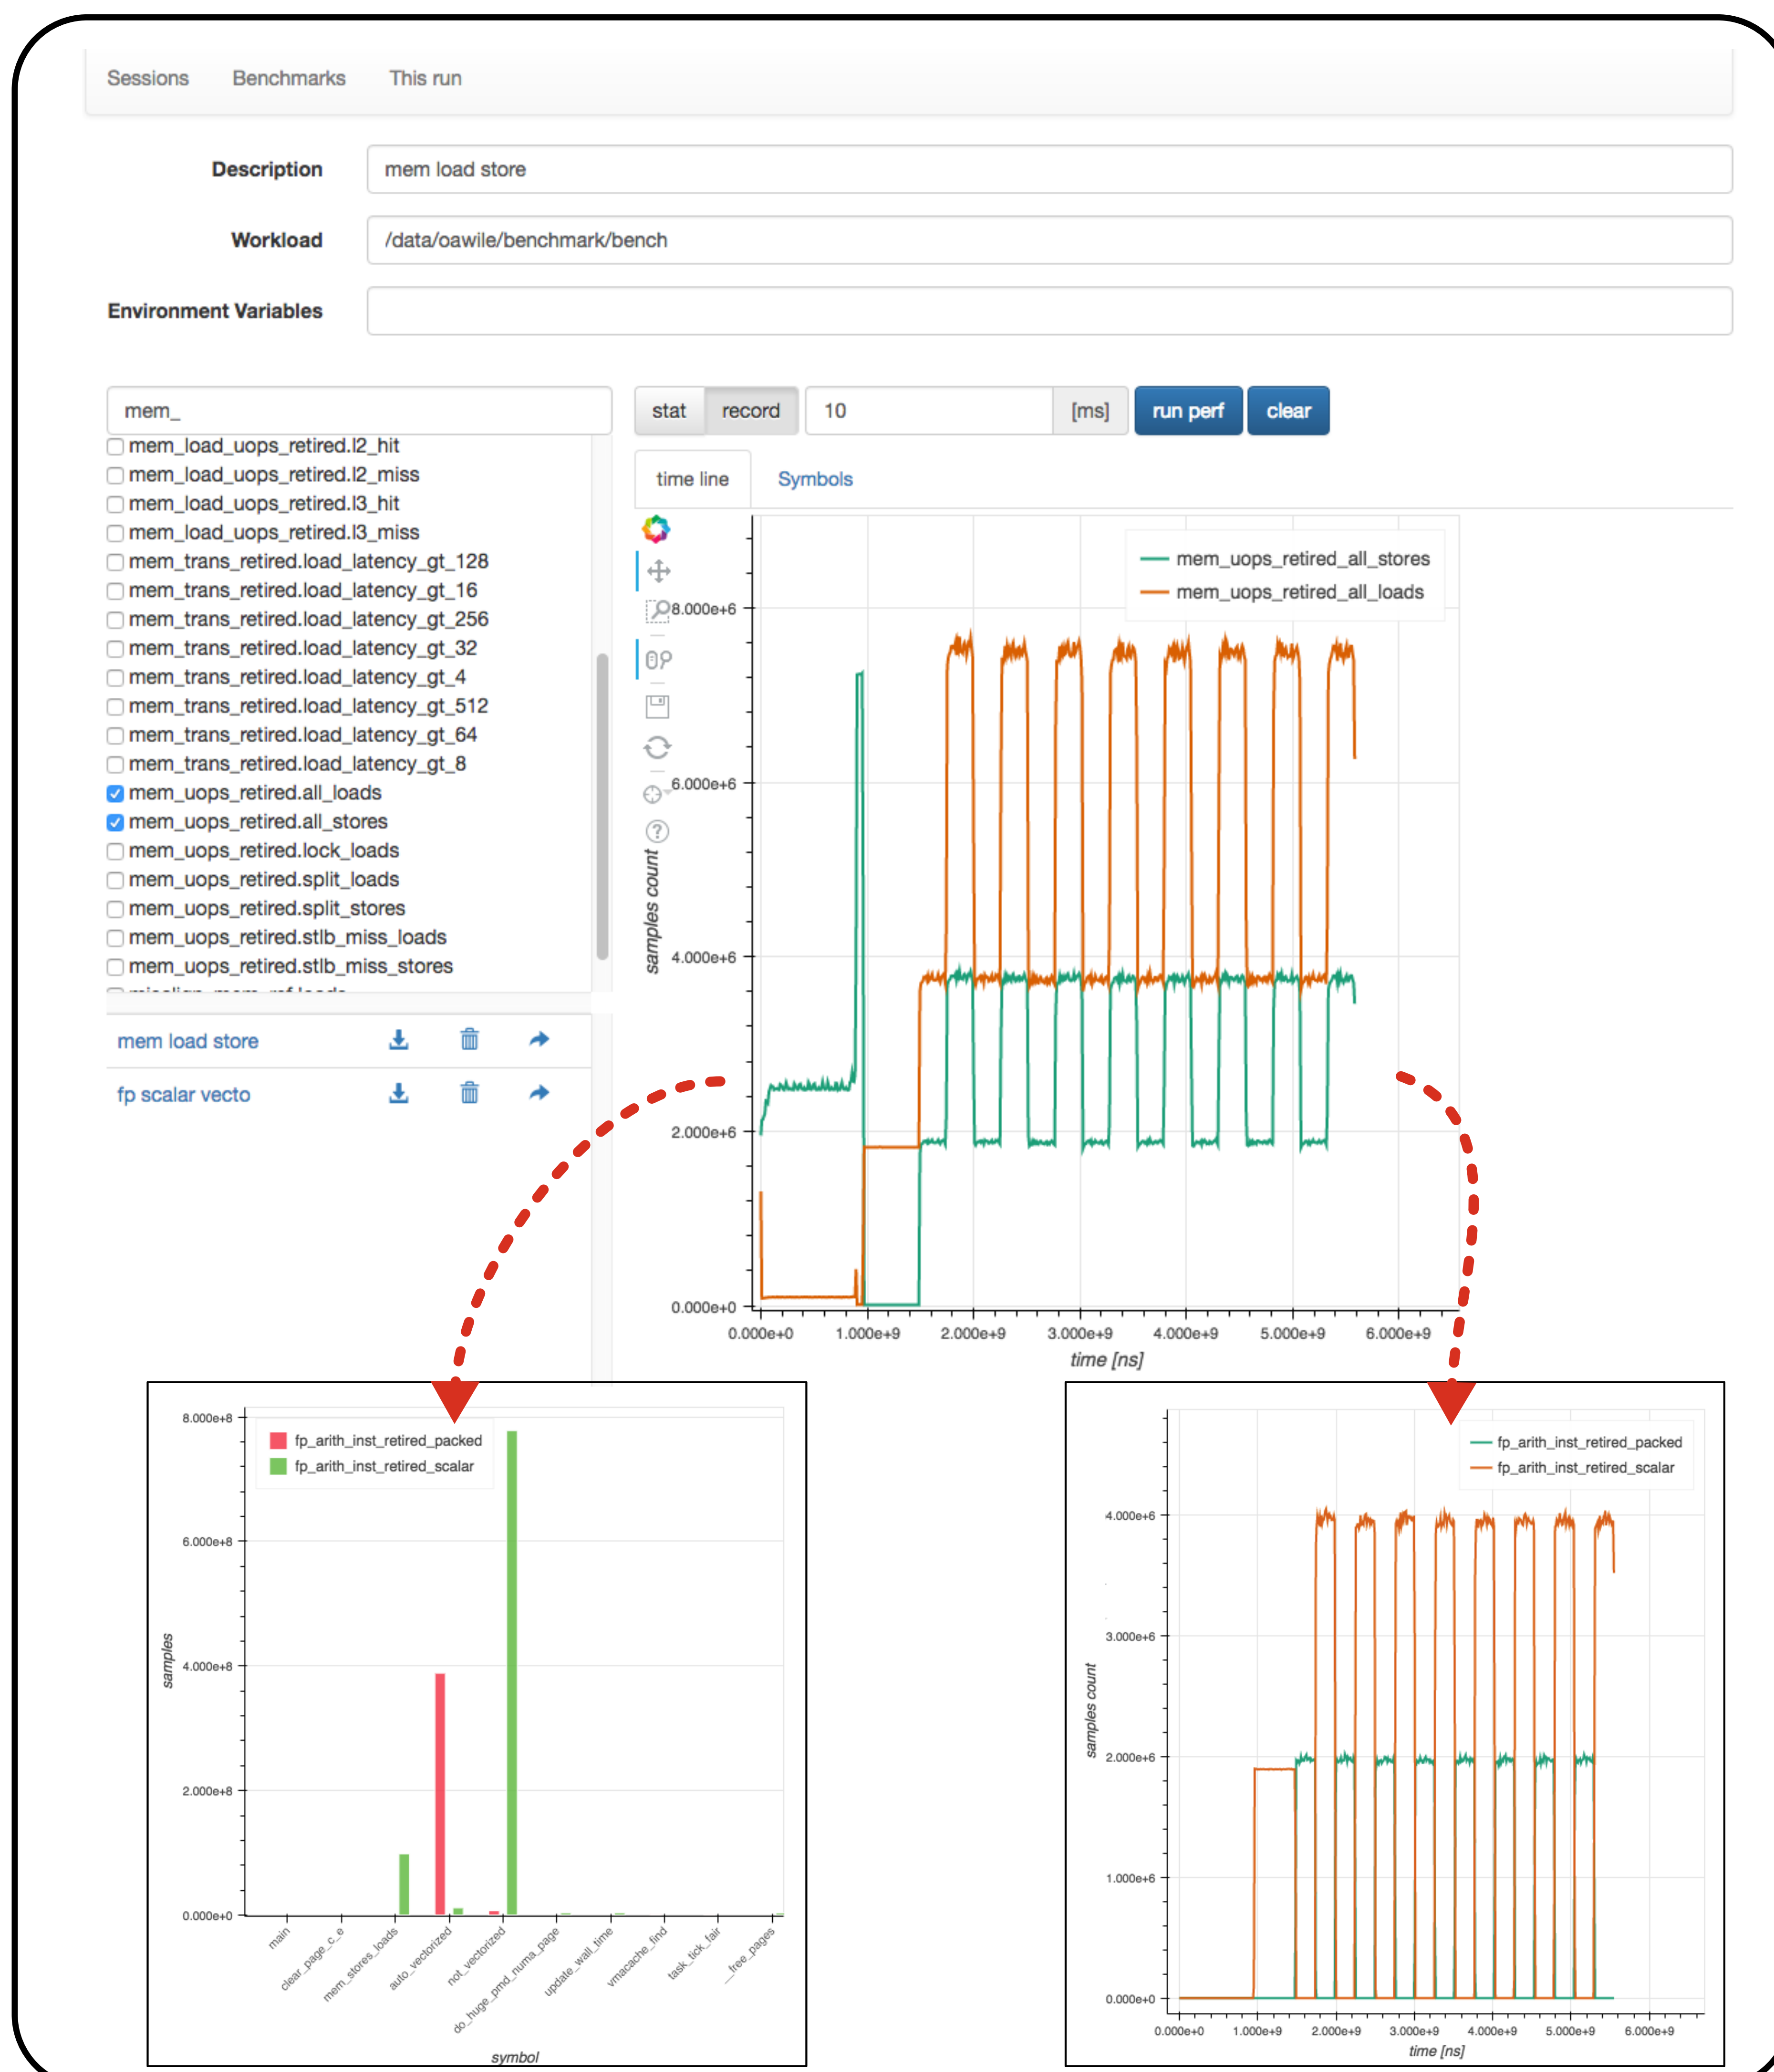 Sessions Benchmarks This run
Description mem load store
Workload /data/oawile/benchmark/bench
Environment Variables
mem_
mem_load_uops_retired.l2_hit
mem_load_uops_retired.l2_miss
mem_load_uops_retired.l3_hit
mem_load_uops_retired.l3_miss
mem_trans_retired.load_latency_gt_128
mem_trans_retired.load_latency_gt_16
mem_trans_retired.load_latency_gt_256
mem_trans_retired.load_latency_gt_32
mem_trans_retired.load_latency_gt_4
mem_trans_retired.load_latency_gt_512
mem_trans_retired.load_latency_gt_64
mem_trans_retired.load_latency_gt_8
mem_uops_retired.all_loads
mem_uops_retired.all_stores
mem_uops_retired.lock_loads
mem_uops_retired.split_loads
mem_uops_retired.split_stores
mem_uops_retired.stlb_miss_loads
mem_uops_retired.stlb_miss_stores
mem load store
fp scalar vecto
stat record 10 [ms] run perf clear
time line Symbols
mem_uops_retired_all_stores
mem_uops_retired_all_loads
8.000e+6
6.000e+6
4.000e+6
2.000e+6
0.000e+0
samples count
0.000e+0 1.000e+9 2.000e+9 3.000e+9 4.000e+9 5.000e+9 6.000e+9
time [ns]
fp_arith_inst_retired_packed
fp_arith_inst_retired_scalar
8.000e+8
6.000e+8
4.000e+8
2.000e+8
0.000e+0
samples
main
clear_page_c_e
mem_stores_loads
auto_vectorized
not_vectorized
do_huge_pmd_numa_page
update_wall_time
vmacache_find
task_tick_fair
__free_pages
symbol
fp_arith_inst_retired_packed
fp_arith_inst_retired_scalar
4.000e+6
3.000e+6
2.000e+6
1.000e+6
0.000e+0
samples count
0.000e+0 1.000e+9 2.000e+9 3.000e+9 4.000e+9 5.000e+9 6.000e+9
time [ns]